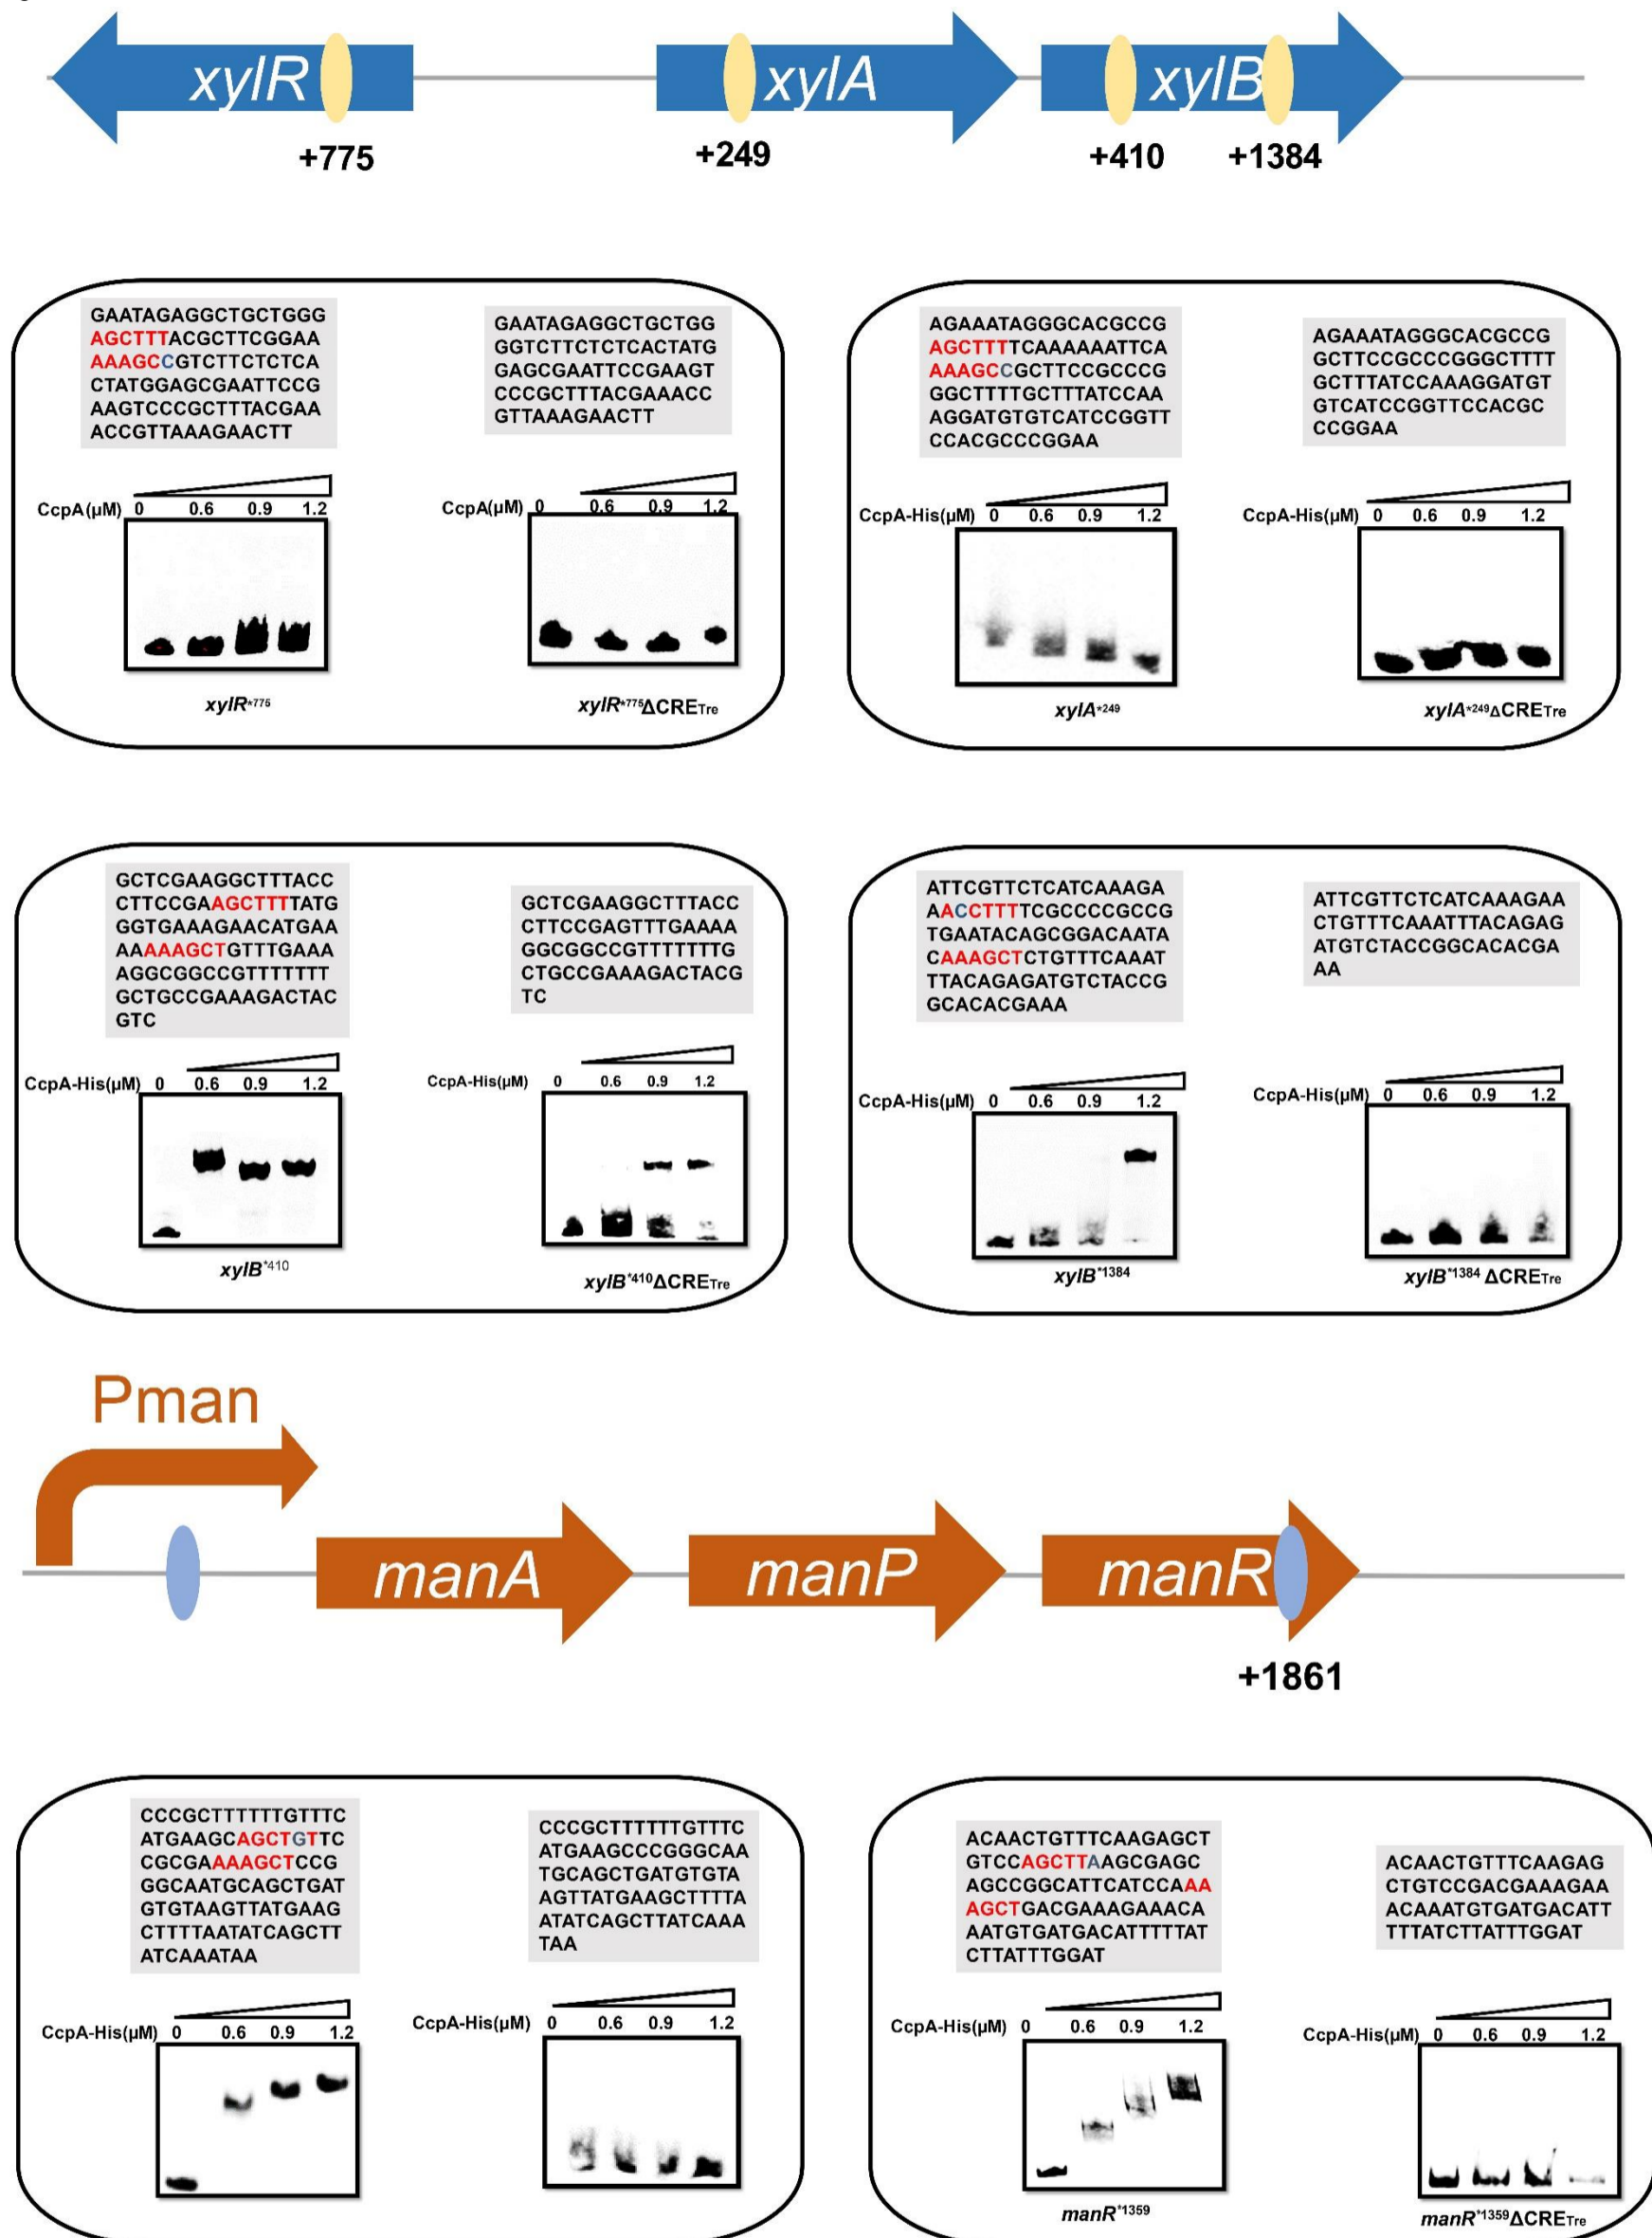 xylR xylA xylB
+775 +249 +410 +1384
GAATAGAGGCTGCTGGG
AGCTTTACGCTTCGGAA
AAAGCCGTCTTCTCTCA
CTATGGAGCGAATTCCG
AAGTCCCGCTTTACGAA
ACCGTTAAAGAACTT
GAATAGAGGCTGCTGG
GGTCTTCTCTCACTATG
GAGCGAATTCCGAAGT
CCCGCTTTACGAAACC
GTTAAAGAACTT
CcpA(μM) 0 0.6 0.9 1.2
CcpA(μM) 0 0.6 0.9 1.2
xylR+775
xylR+775ΔCRETre
AGAAATAGGGCACGCCG
AGCTTTTCAAAAAATTCA
AAAGCCGCTTCCGCCCG
GGCTTTTGCTTTATCCAA
AGGATGTGTCATCCGGTT
CCACGCCCGGAA
AGAAATAGGGCACGCCG
GCTTCCGCCCGGGCTTTT
GCTTTATCCAAAGGATGT
GTCATCCGGTTCCACGC
CCGGAA
CcpA-His(μM) 0 0.6 0.9 1.2
CcpA-His(μM) 0 0.6 0.9 1.2
xylA+249
xylA+249ΔCRETre
GCTCGAAGGCTTTACC
CTTCCGAAGCTTTTATG
GGTGAAAGAACATGAA
AAAAAGCTGTTTGAAA
AGGCGGCCGTTTTTTT
GCTGCCGAAAGACTAC
GTC
GCTCGAAGGCTTTACC
CTTCCGAGTTTGAAAA
GGCGGCCGTTTTTTTG
CTGCCGAAAGACTACG
TC
CcpA-His(μM) 0 0.6 0.9 1.2
CcpA-His(μM) 0 0.6 0.9 1.2
xylB+410
xylB+410ΔCRETre
ATTCGTTCTCATCAAAGA
AACCTTTTCGCCCCGCCG
TGAATACAGCGGACAATA
CAAAGCTCTGTTTCAAAT
TTACAGAGATGTCTACCG
GCACACGAAA
ATTCGTTCTCATCAAAGAA
CTGTTTCAAATTTACAGAG
ATGTCTACCGGCACACGA
AA
CcpA-His(μM) 0 0.6 0.9 1.2
CcpA-His(μM) 0 0.6 0.9 1.2
xylB+1384
xylB+1384 ΔCRETre
Pman
manA manP manR
+1861
CCCGCTTTTTTGTTTC
ATGAAGCAGCTGTTTC
CGCGAAAAGCTCCG
GGCAATGCAGCTGAT
GTGTAAGTTATGAAG
CTTTTAATATCAGCTT
ATCAAATAA
CCCGCTTTTTTGTTTC
ATGAAGCCCGGGCAA
TGCAGCTGATGTGTA
AGTTATGAAGCTTTTA
ATATCAGCTTATCAAA
TAA
CcpA-His(μM) 0 0.6 0.9 1.2
CcpA-His(μM) 0 0.6 0.9 1.2
ACAACTGTTTCAAGAGCT
GTCCAGCTTAAGCGAGC
AGCCGGCATTCATCCAAA
AGCTGACGAAAGAAACA
AATGTGATGACATTTTTAT
CTTATTTGGAT
ACAACTGTTTCAAGAG
CTGTCCGACGAAAGAA
ACAAATGTGATGACATT
TTTATCTTATTTGGAT
CcpA-His(μM) 0 0.6 0.9 1.2
CcpA-His(μM) 0 0.6 0.9 1.2
manR+1359
manR+1359ΔCRETre